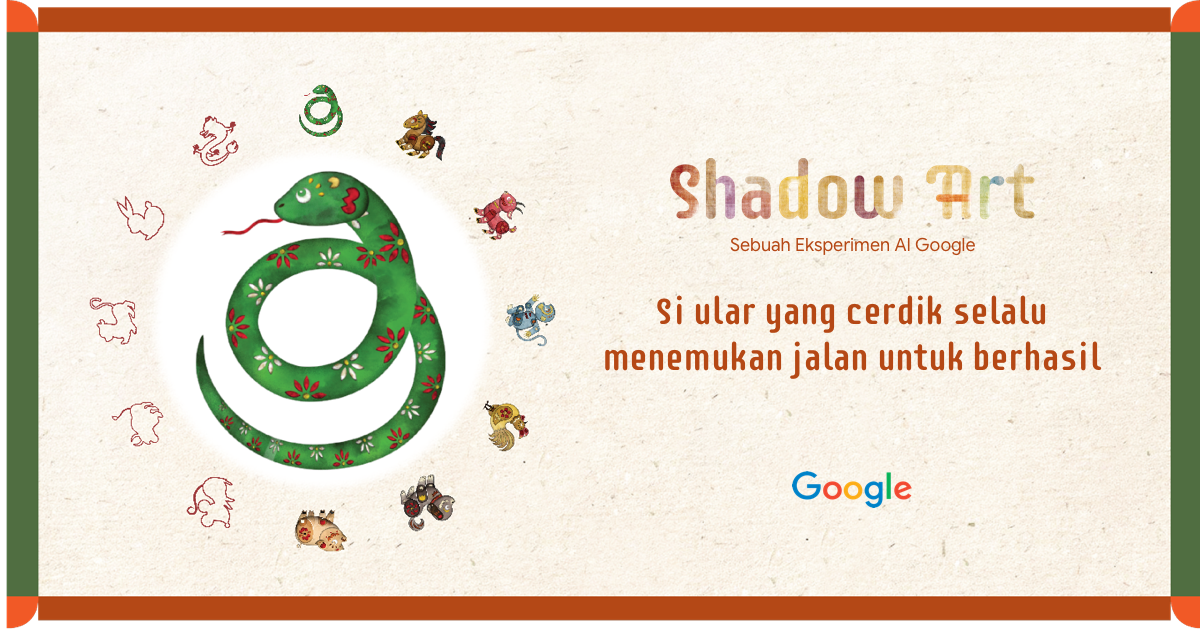 Shadow Art
Sebuah Eksperimen AI Google
Si ular yang cerdik selalu
menemukan jalan untuk berhasil
Google